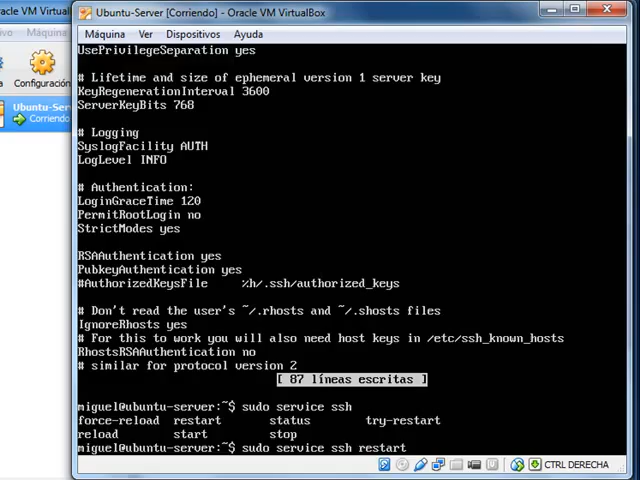 Oracle VM Virtual
Ubuntu-Server [Corriendo] - Oracle VM VirtualBox
Máquina
Máquina Ver Dispositivos Ayuda
Configuración
Ubuntu-Ser
Corriendo
UsePrivilegeSeparation yes
# Lifetime and size of ephemeral version 1 server key
KeyRegenerationInterval 3600
ServerKeyBits 768
# Logging
SyslogFacility AUTH
LogLevel INFO
# Authentication:
LoginGraceTime 120
PermitRootLogin no
StrictModes yes
RSAAuthentication yes
PubkeyAuthentication yes
#AuthorizedKeysFile %h/.ssh/authorized_keys
# Don't read the user's ~/.rhosts and ~/.shosts files
IgnoreRhosts yes
# For this to work you will also need host keys in /etc/ssh_known_hosts
RhostsRSAAuthentication no
# similar for protocol version 2
[ 87 líneas escritas ]
miguel@ubuntu-server:~$ sudo service ssh
force-reload restart status try-restart
reload start stop
miguel@ubuntu-server:~$ sudo service ssh restart
CTRL DERECHA